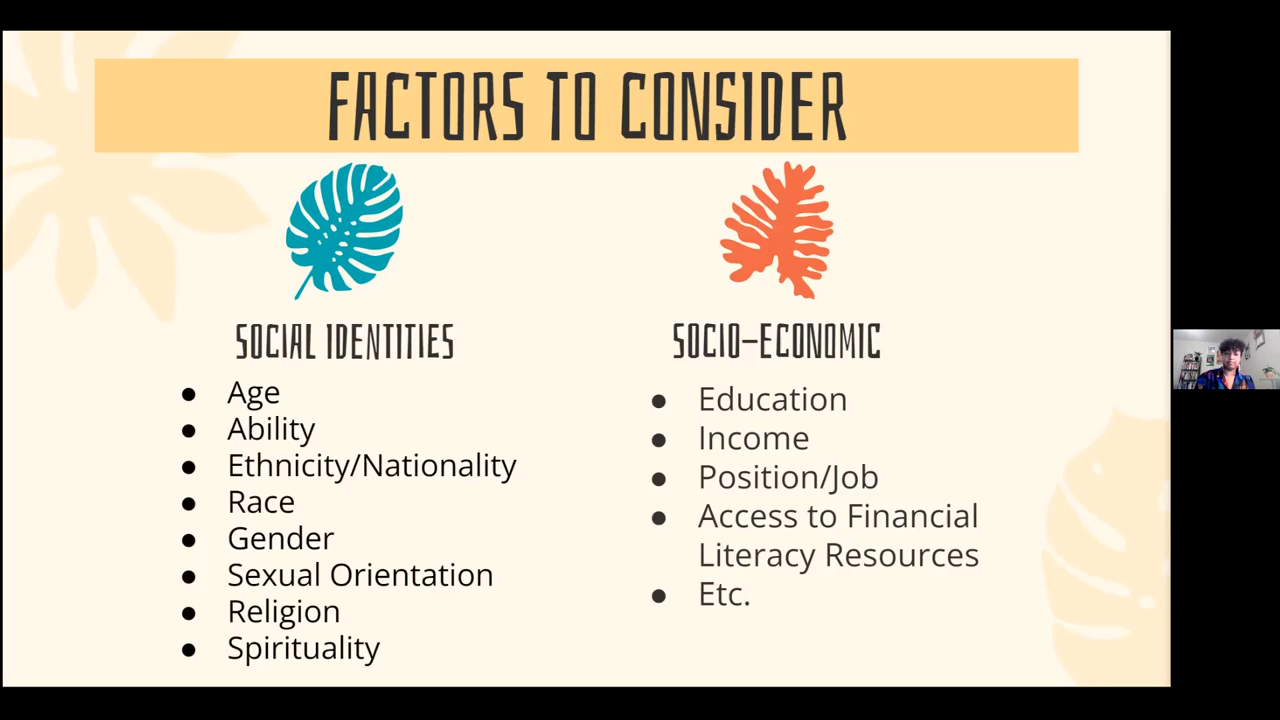 FACTORS TO CONSIDER
SOCIAL IDENTITIES
● Age
● Ability
● Ethnicity/Nationality
● Race
● Gender
● Sexual Orientation
● Religion
● Spirituality
SOCIO-ECONOMIC
● Education
● Income
● Position/Job
● Access to Financial
Literacy Resources
● Etc.